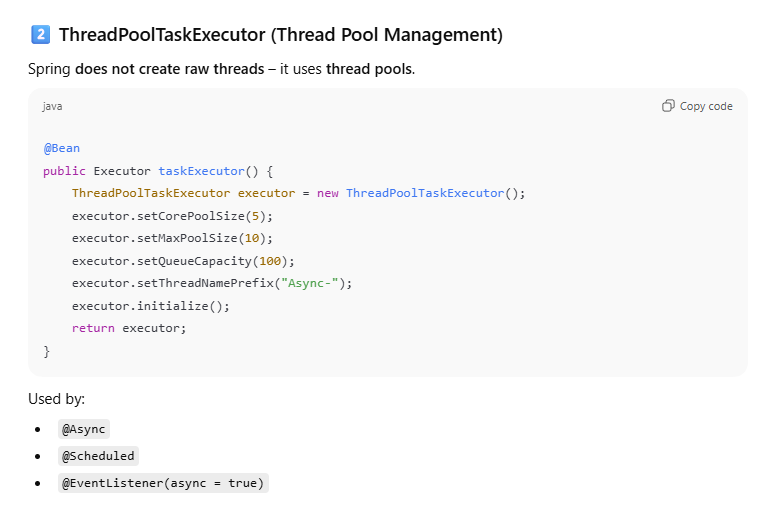 2 ThreadPoolTaskExecutor (Thread Pool Management)
Spring does not create raw threads – it uses thread pools.
java
Copy code
@Bean
public Executor taskExecutor() {
    ThreadPoolTaskExecutor executor = new ThreadPoolTaskExecutor();
    executor.setCorePoolSize(5);
    executor.setMaxPoolSize(10);
    executor.setQueueCapacity(100);
    executor.setThreadNamePrefix("Async-");
    executor.initialize();
    return executor;
}
Used by:
• @Async
• @Scheduled
• @EventListener(async = true)